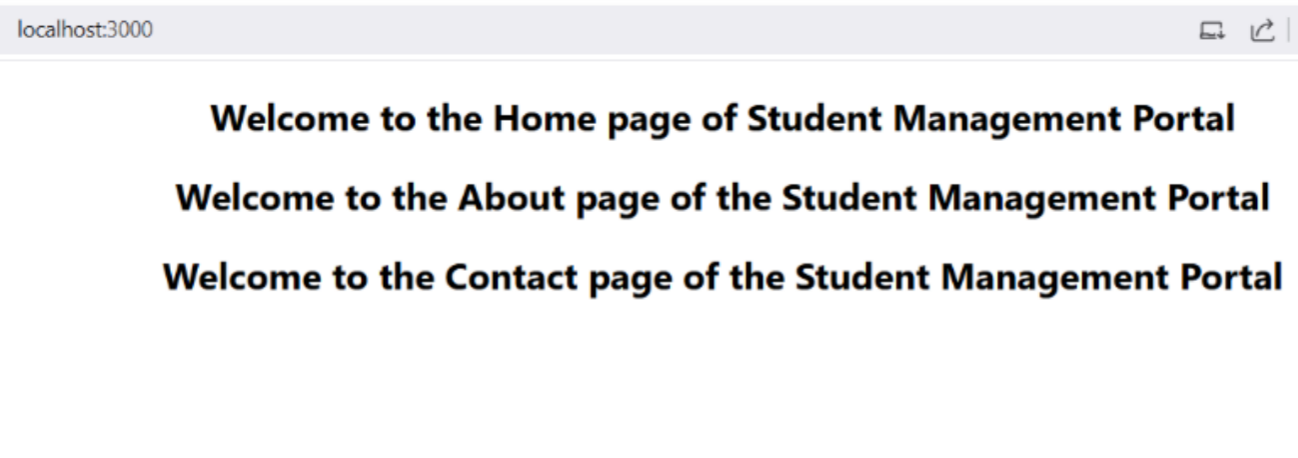 localhost:3000
Welcome to the Home page of Student Management Portal
Welcome to the About page of the Student Management Portal
Welcome to the Contact page of the Student Management Portal